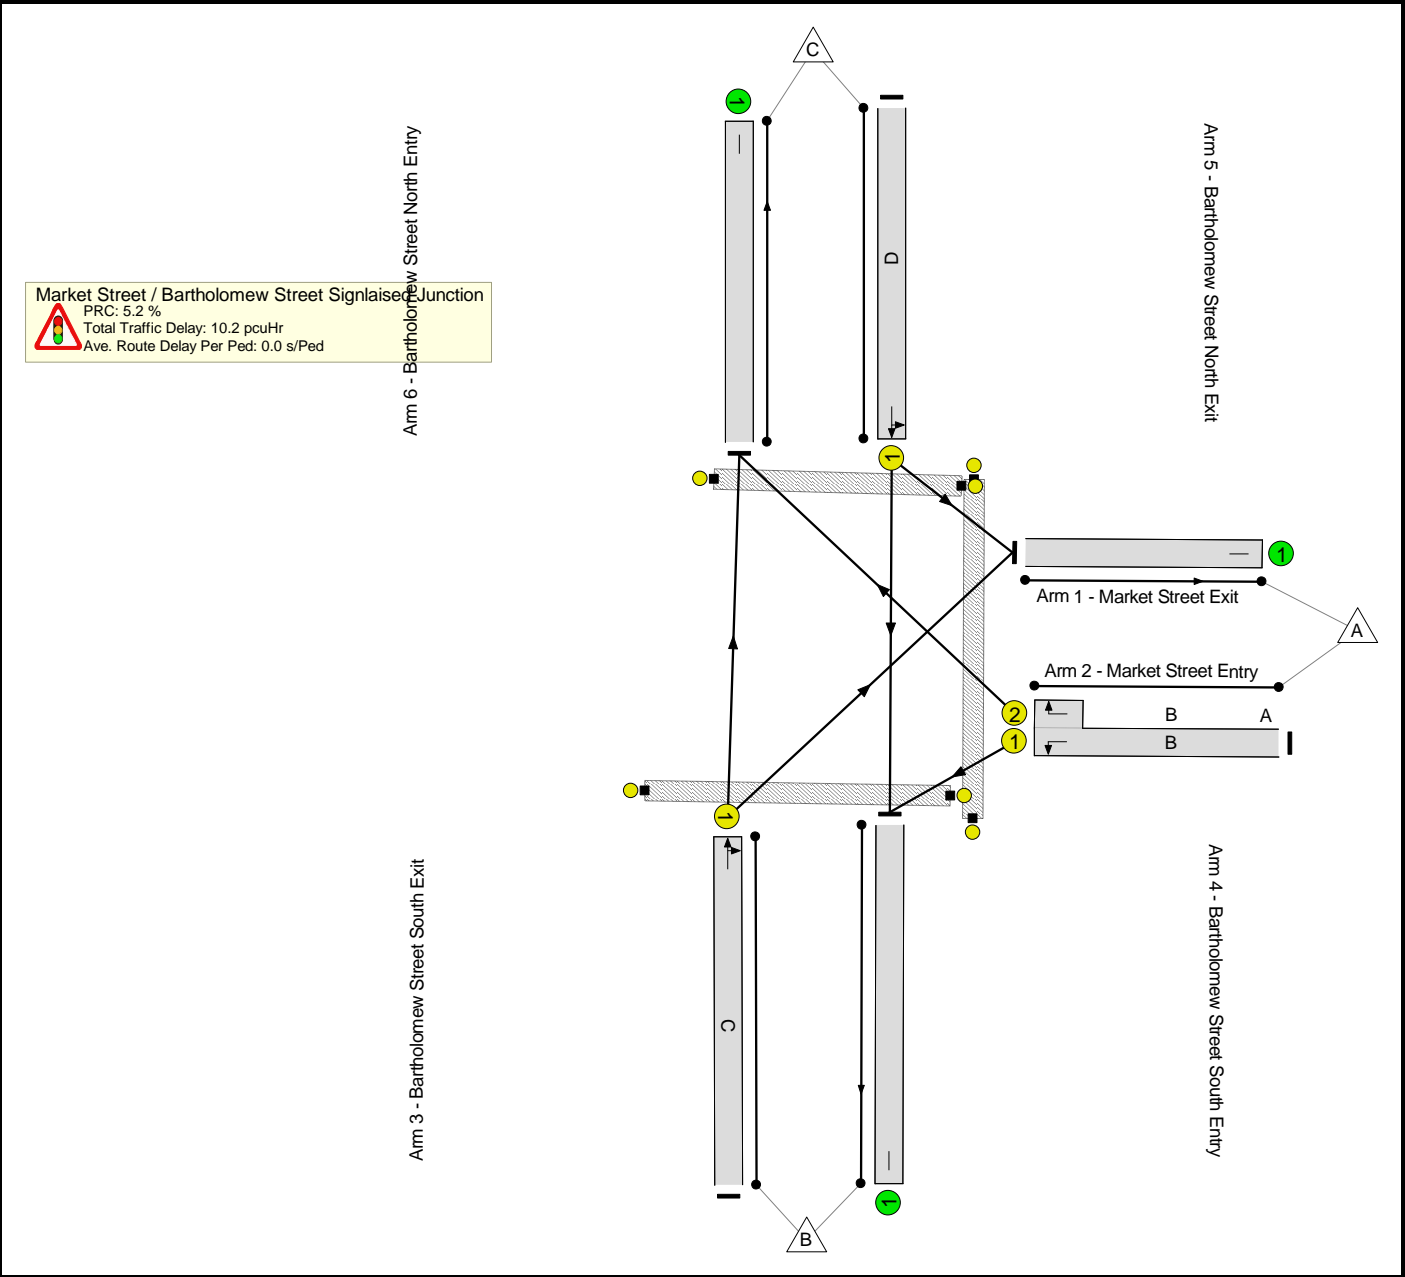 C
1
1
D
Arm 6 - Bartholomew Street North Entry
Arm 5 - Bartholomew Street North Exit
Market Street / Bartholomew Street Signlaised Junction
PRC: 5.2 %
Total Traffic Delay: 10.2 pcuHr
Ave. Route Delay Per Ped: 0.0 s/Ped
1
Arm 1 - Market Street Exit
A
Arm 2 - Market Street Entry
2
B A
1
B
1
C
Arm 3 - Bartholomew Street South Exit
Arm 4 - Bartholomew Street South Entry
1
B